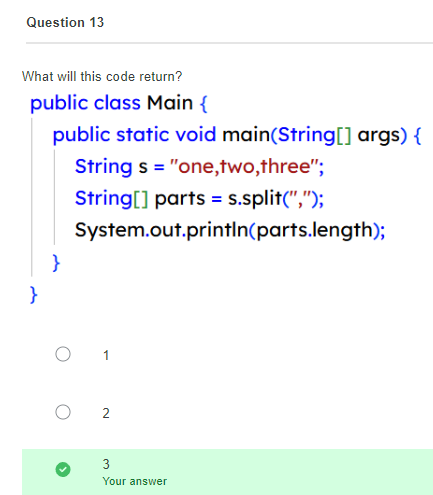 Question 13
What will this code return?
public class Main {
public static void main(String[] args) {
String s = "one,two,three";
String[] parts = s.split(",");
System.out.println(parts.length);
}
}
1
2
3
Your answer